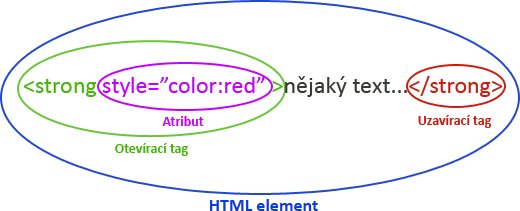 <strong style=”color:red” >nějaký text...</strong>
Atribut
Uzavírací tag
Otevírací tag
HTML element